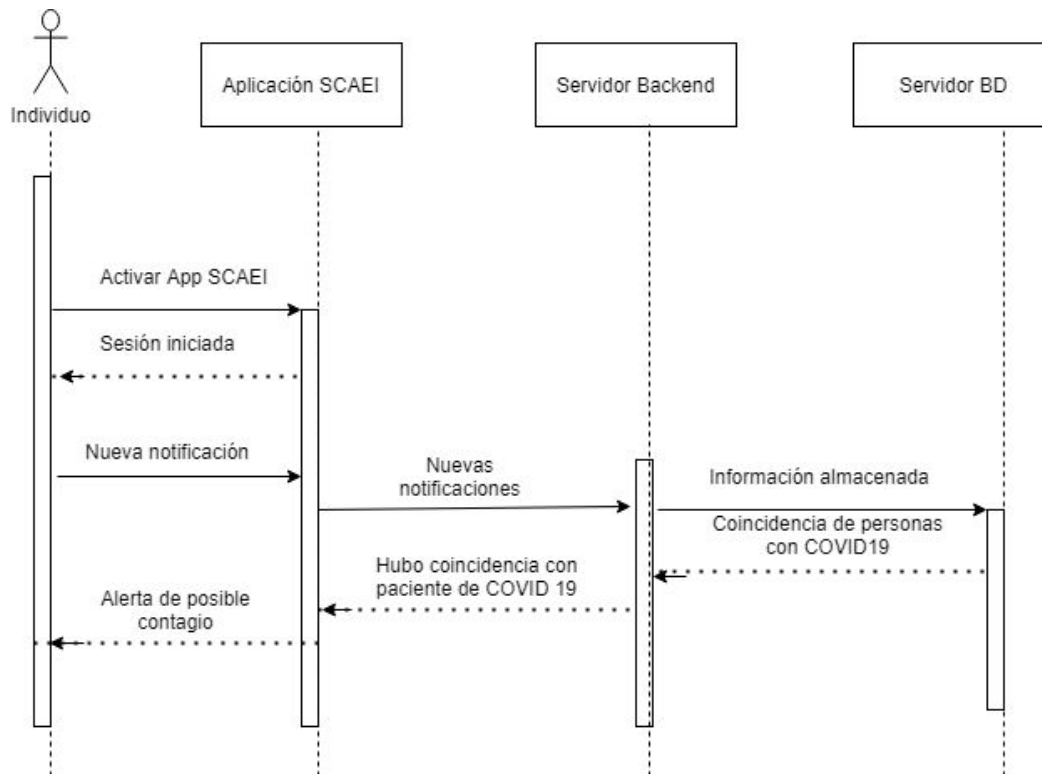 Individuo
Aplicación SCAEI
Servidor Backend
Servidor BD
Activar App SCAEI
Sesión iniciada
Nueva notificación
Nuevas
notificaciones
Información almacenada
Coincidencia de personas
con COVID19
Hubo coincidencia con
paciente de COVID 19
Alerta de posible
contagio